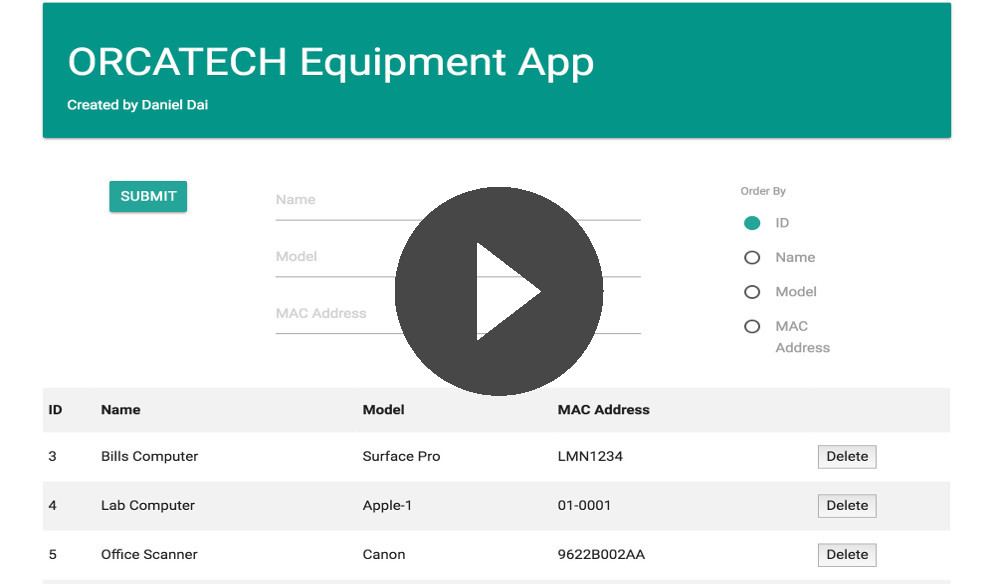 ORCATECH Equipment App
Created by Daniel Dai
SUBMIT
Name
Model
MAC Address
Order By
ID
Name
Model
MAC
Address
ID Name Model MAC Address
3 Bills Computer Surface Pro LMN1234 Delete
4 Lab Computer Apple-1 01-0001 Delete
5 Office Scanner Canon 9622B002AA Delete